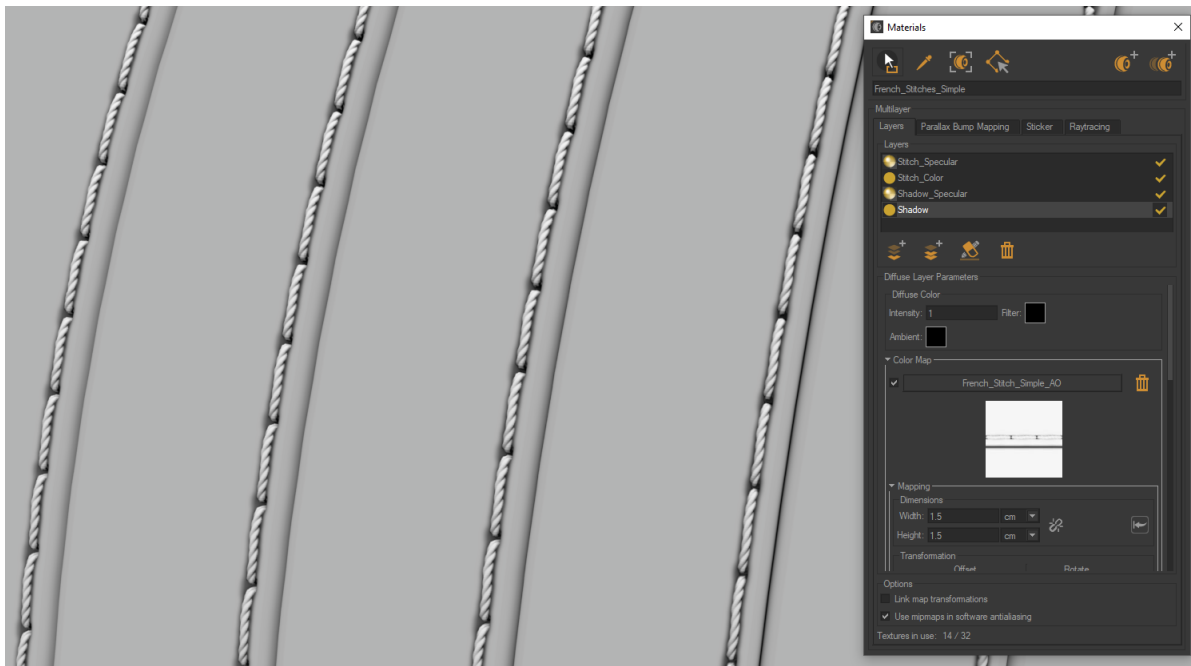 Materials
French_Stitches_Simple
Multilayer
Layers Parallax Bump Mapping Sticker Raytracing
Layers
Stitch_Specular
Stitch_Color
Shadow_Specular
Shadow
Diffuse Layer Parameters
Diffuse Color
Intensity: 1 Filter:
Ambient:
Color Map
French_Stitch_Simple_AO
Mapping
Dimensions
Width: 1.5 cm
Height: 1.5 cm
Transformation
Offset Rotate
Options
Link map transformations
Use mipmaps in software antialiasing
Textures in use: 14 / 32